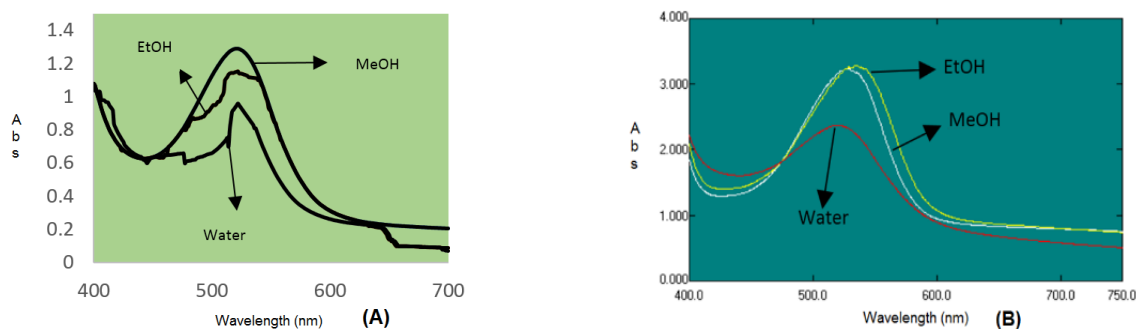 1.4
1.2
1
0.8
0.6
0.4
0.2
0
A
b
s
EtOH
MeOH
Water
400 500 600 700
Wavelength (nm) (A)
4.000
3.000
2.000
1.000
0.000
A
b
s
EtOH
MeOH
Water
400.0 500.0 600.0 700.0 750.0
Wavelength (nm) (B)